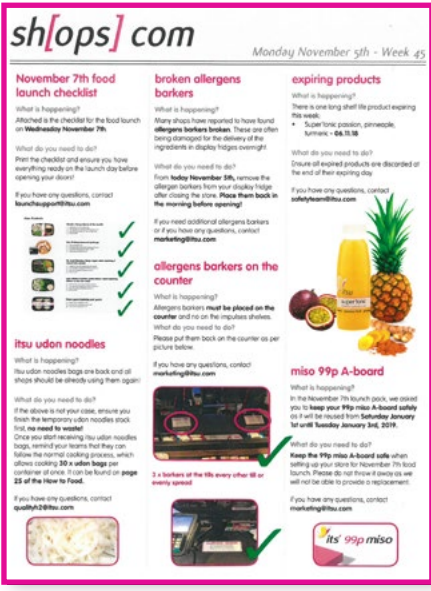 sh[ops] com
Monday November 5th - Week 45
November 7th food
launch checklist
What is happening?
Attached is the checklist for the food launch
on Wednesday November 7th.
What do you need to do?
Print the checklist and ensure you have
everything ready on the launch day before
opening your doors!
If you have any questions, contact
launchsupport@itsu.com
itsu udon noodles
What is happening?
Itsu udon noodles bags are back and all
shops should be already using them again!
What do you need to do?
If the above is not your case, ensure you
finish the temporary udon noodles stock
first, no need to waste!
Once you start receiving itsu udon noodles
bags, remind your teams that they can
follow the normal cooking process, which
allows cooking 30 x udon bags per
container at once. It can be found on page
25 of the How to Food.
If you have any questions, contact
qualityh2@itsu.com
broken allergens
barkers
What is happening?
Many shops have reported to have found
allergens barkers broken. These are often
being damaged for the delivery of the
ingredients in display fridges overnight
What do you need to do?
From today November 5th, remove the
allergen barkers from your display fridge
after closing the store. Place them back in
the morning before opening!
If you need additional allergens barkers
or if you have any questions, contact
marketing@itsu.com
allergens barkers on the
counter
What is happening?
Allergens barkers must be placed on the
counter and no on the impulses shelves.
What do you need to do?
Please put them back on the counter as per
picture below.
If you have any questions, contact
marketing@itsu.com
2 x barkers at the tills every other till or
evenly spread
expiring products
What is happening?
There is one long shelf life product expiring
this week:
• Super'tonic passion, pinneaple,
turmeric - 06.11.18
What do you need to do?
Ensure all expired products are discarded at
the end of their expiring day
If you have any questions, contact
safetyteam@itsu.com
itsu
super'tonic
miso 99p A-board
What is happening?
In the November 7th launch pack, we asked
you to keep your 99p miso A-board safely
as it will be reused from Saturday January
1st until Tuesday January 3rd, 2019.
What do you need to do?
Keep the 99p miso A-board safe when
setting up your store for November 7th food
launch. Please do not throw it away as we
will not be able to provide a replacement.
If you have any questions, contact
marketing@itsu.com
its' 99p miso